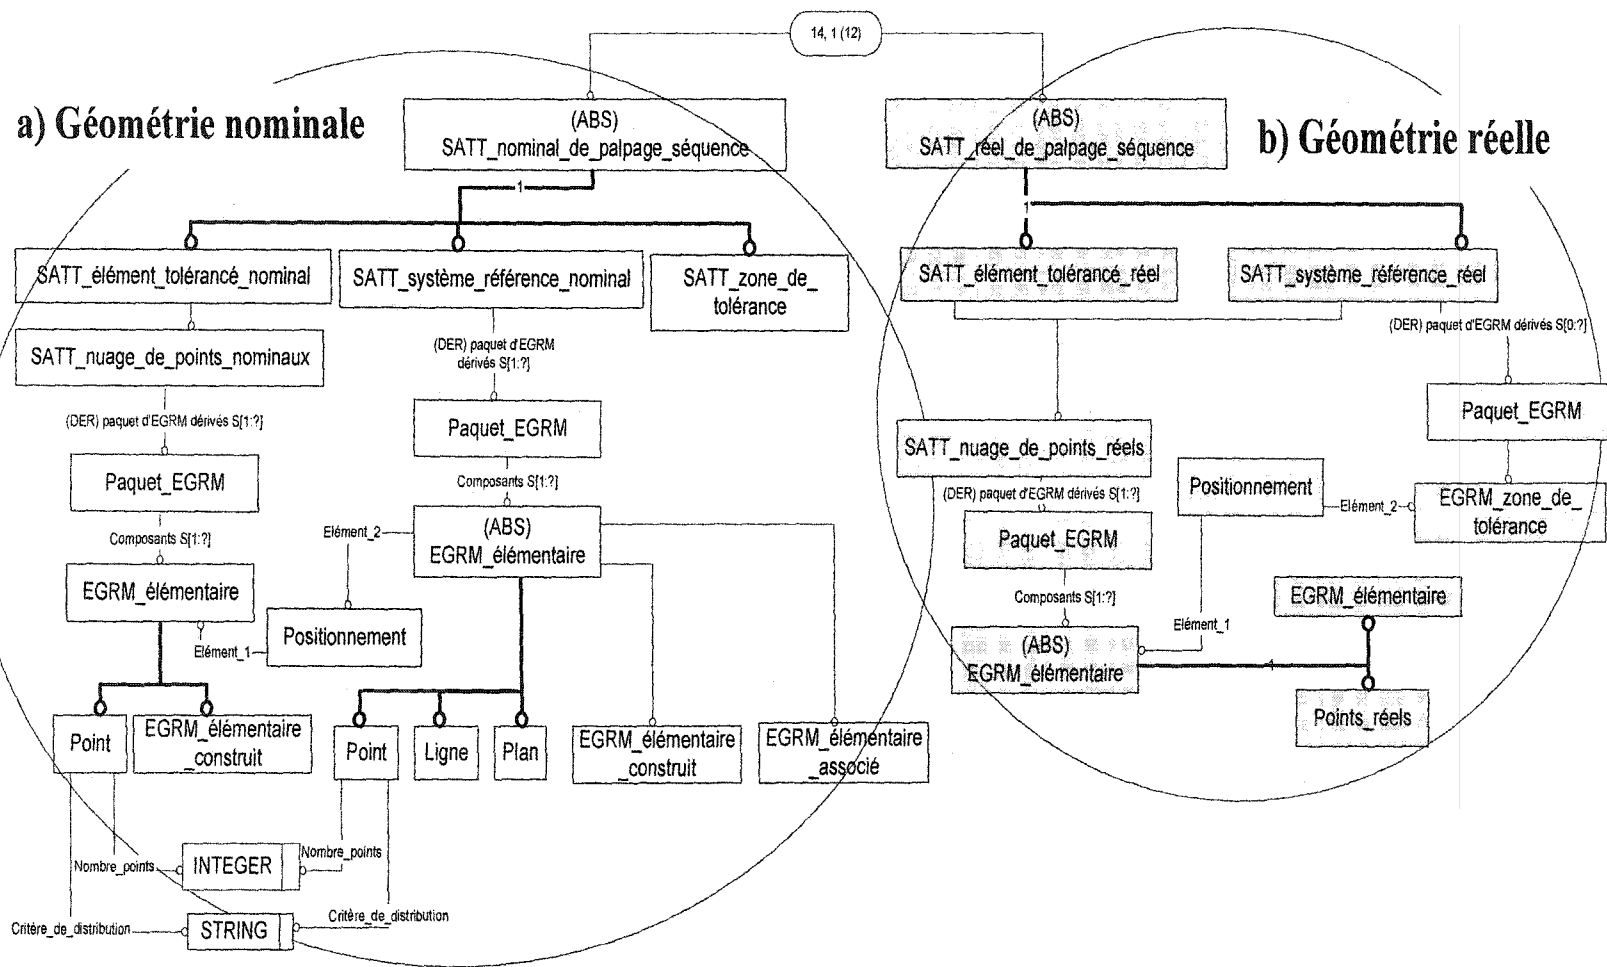 14, 1 (12)
a) Géométrie nominale
(ABS)
SATT_nominal_de_palpage_séquence
1
SATT_élément_tolérancé_nominal
SATT_système_référence_nominal
SATT_zone_de_
tolérance
SATT_nuage_de_points_nominaux
(DER) paquet d'EGRM dérivés S[1:?]
Paquet_EGRM
Composants S[1:?]
EGRM_élémentaire
Elément_1
Point
EGRM_élémentaire
_construit
(DER) paquet d'EGRM
dérivés S[1:?]
Paquet_EGRM
Composants S[1:?]
(ABS)
EGRM_élémentaire
Elément_2
Positionnement
Point
Ligne
Plan
EGRM_élémentaire
_construit
EGRM_élémentaire
_associé
Nombre_points
INTEGER
Nombre_points
Critère_de_distribution
STRING
Critère_de_distribution
b) Géométrie réelle
(ABS)
SATT_réel_de_palpage_séquence
1
SATT_élément_tolérancé_réel
SATT_système_référence_réel
(DER) paquet d'EGRM dérivés S[0:?]
Paquet_EGRM
SATT_nuage_de_points_réels
(DER) paquet d'EGRM dérivés S[1:?]
Paquet_EGRM
Composants S[1:?]
Positionnement
Elément_2
EGRM_zone_de_
tolérance
Elément_1
(ABS)
EGRM_élémentaire
1
EGRM_élémentaire
Points_réels